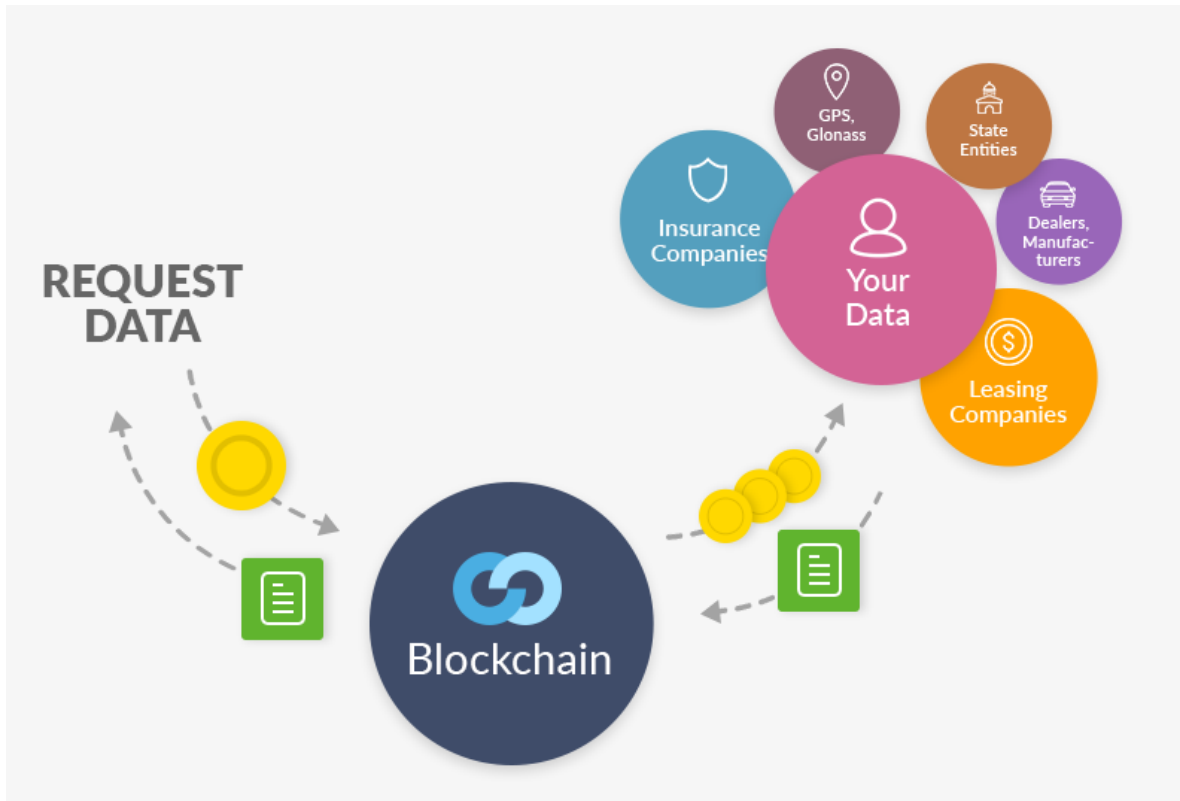 GPS,
Glonass
State
Entities
Insurance
Companies
Dealers,
Manufac-
turers
Your
Data
REQUEST
DATA
Leasing
Companies
Blockchain